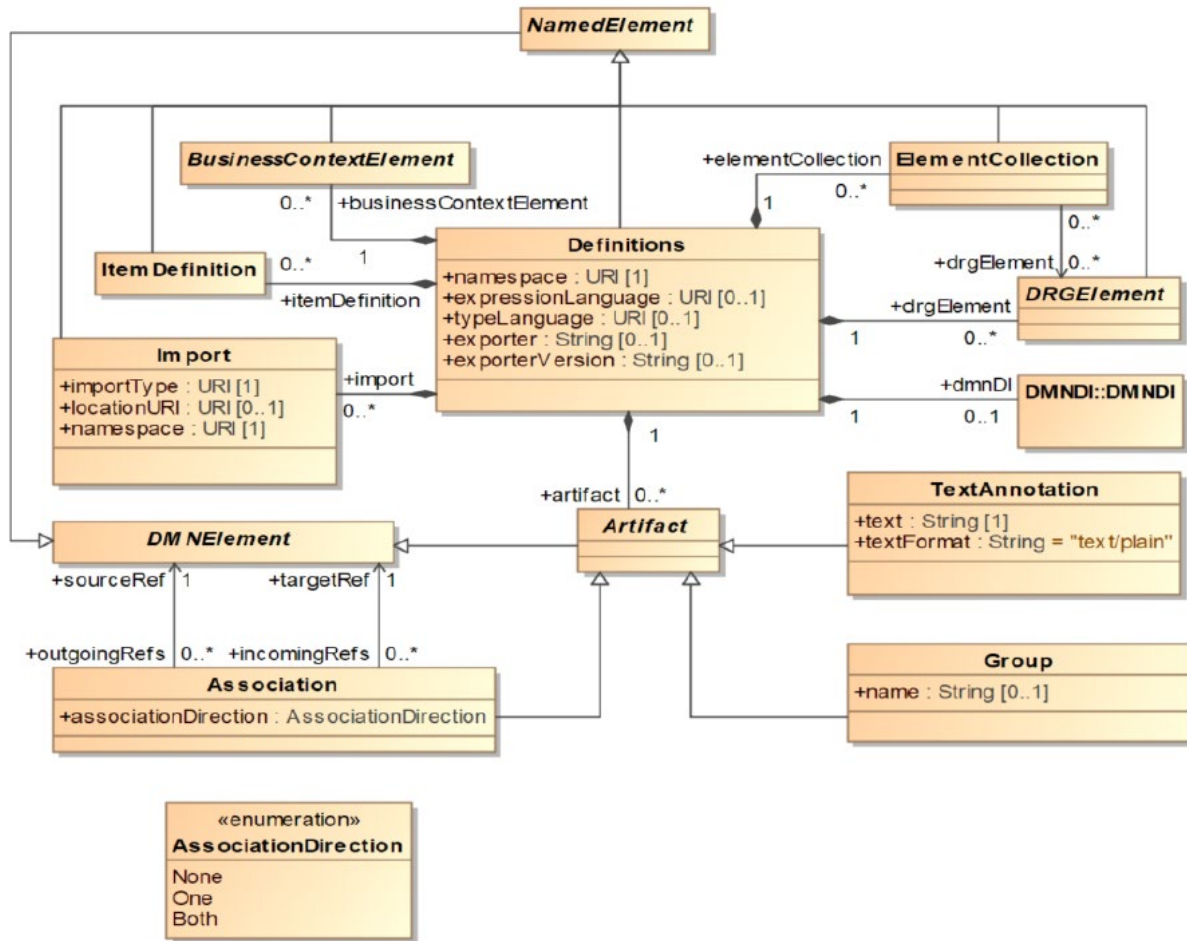 NamedElement
BusinessContextElement
+elementCollection
ElementCollection
0..*
+businessContextElement
1
0..*
0..*
1
Definitions
ItemDefinition
0..*
+itemDefinition
+namespace : URI [1]
+expressionLanguage : URI [0..1]
+typeLanguage : URI [0..1]
+exporter : String [0..1]
+exporterVersion : String [0..1]
+drgElement
0..*
DRGElement
+drgElement
1
0..*
Import
+importType : URI [1]
+locationURI : URI [0..1]
+namespace : URI [1]
+import
0..*
+dmnDI
1
0..1
DMNDI::DMNDI
1
+artifact
0..*
TextAnnotation
+text : String [1]
+textFormat : String = "text/plain"
DMNElement
Artifact
+sourceRef
1
+targetRef
1
+outgoingRefs
0..*
+incomingRefs
0..*
Association
+associationDirection : AssociationDirection
Group
+name : String [0..1]
«enumeration»
AssociationDirection
None
One
Both